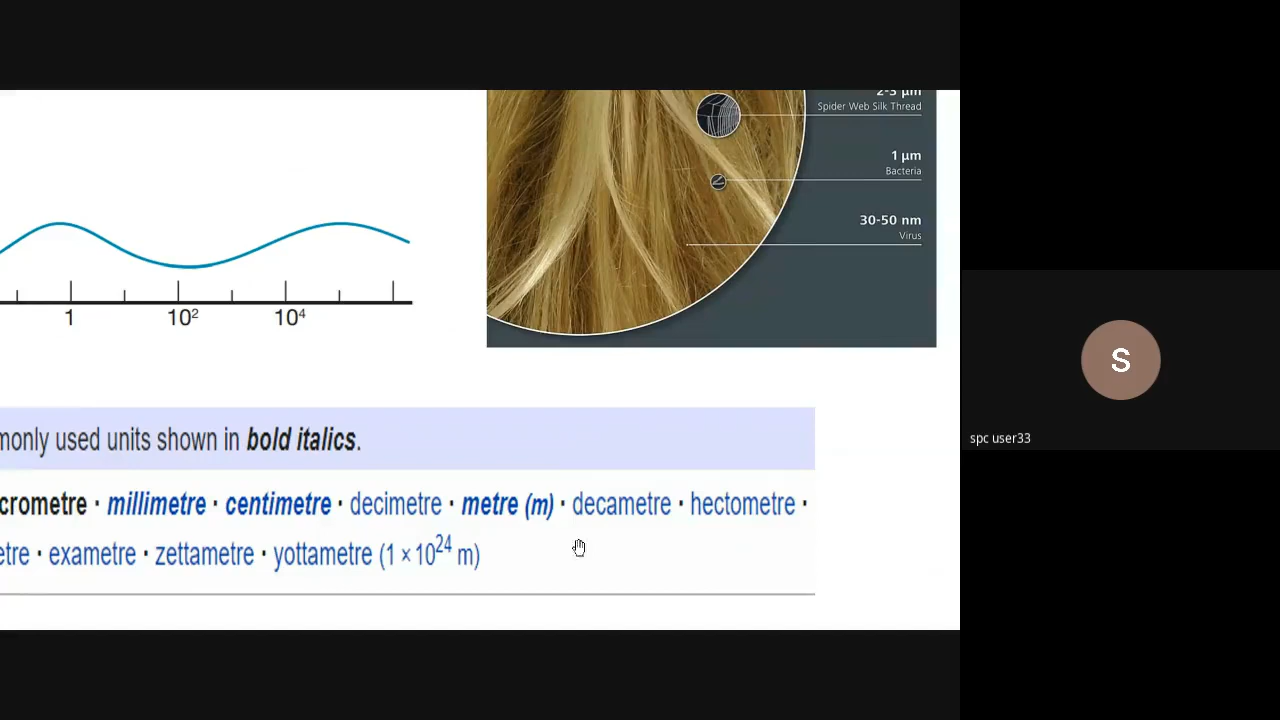 2-3 µm
Spider Web Silk Thread
1 µm
Bacteria
30-50 nm
Virus
1 10² 10⁴
monly used units shown in bold italics.
crometre · millimetre · centimetre · decimetre · metre (m) · decametre · hectometre ·
etre · exametre · zettametre · yottametre (1 × 10²⁴ m)
S
spc user33